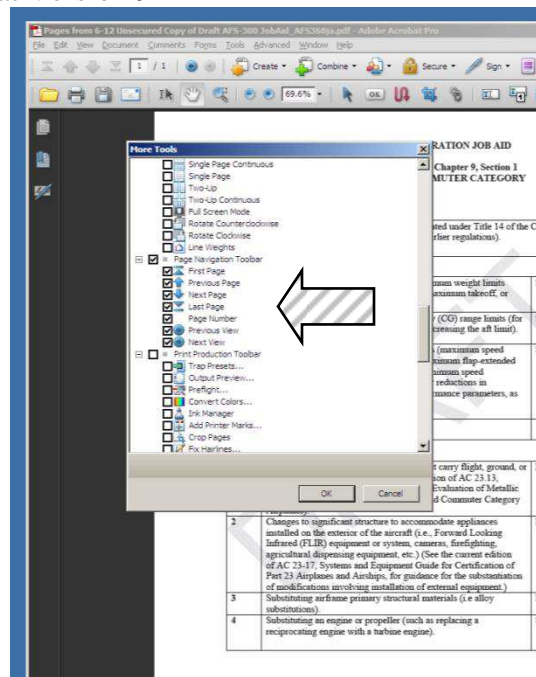 Pages from 6-12 Unsecured Copy of Draft AFS-300 JobAid_AFS360ja.pdf - Adobe Acrobat Pro
File Edit View Document Comments Forms Tools Advanced Window Help
1 / 1 Create Combine Secure Sign
69.6%
More Tools
Single Page Continuous
Single Page
Two-Up
Two-Up Continuous
Full Screen Mode
Rotate Counterclockwise
Rotate Clockwise
Line Weights
Page Navigation Toolbar
First Page
Previous Page
Next Page
Last Page
Page Number
Previous View
Next View
Print Production Toolbar
Trap Presets...
Output Preview...
Preflight...
Convert Colors...
Ink Manager
Add Printer Marks...
Crop Pages
Fix Hairlines...
OK Cancel
RATION JOB AID
Chapter 9, Section 1
MUTER CATEGORY
ted under Title 14 of the C
rlier regulations).
mum weight limits
aximum takeoff, or
(CG) range limits (for
creasing the aft limit).
(maximum speed
ximum flap-extended
nimum speed
reductions in
mance parameters, as
t carry flight, ground, or
ion of AC 23.13,
Evaluation of Metallic
d Commuter Category
2 Changes to significant structure to accommodate appliances
installed on the exterior of the aircraft (i.e., Forward Looking
Infrared (FLIR) equipment or system, cameras, firefighting,
agricultural dispensing equipment, etc.) (See the current edition
of AC 23-17, Systems and Equipment Guide for Certification of
Part 23 Airplanes and Airships, for guidance for the substantiation
of modifications involving installation of external equipment.)
3 Substituting airframe primary structural materials (i.e alloy
substitutions).
4 Substituting an engine or propeller (such as replacing a
reciprocating engine with a turbine engine).